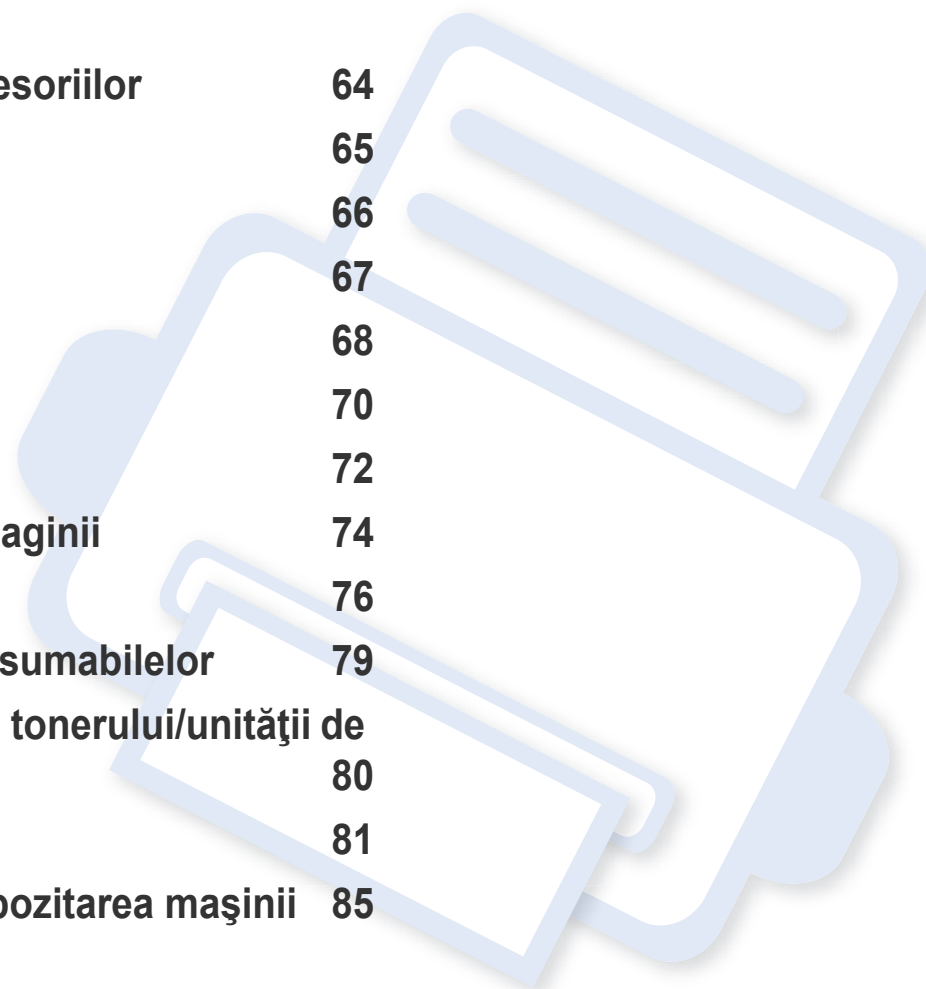 esoriilor 64
65
66
67
68
70
72
aginii 74
76
sumabilelor 79
tonerului/unităţii de
80
81
pozitarea maşinii 85